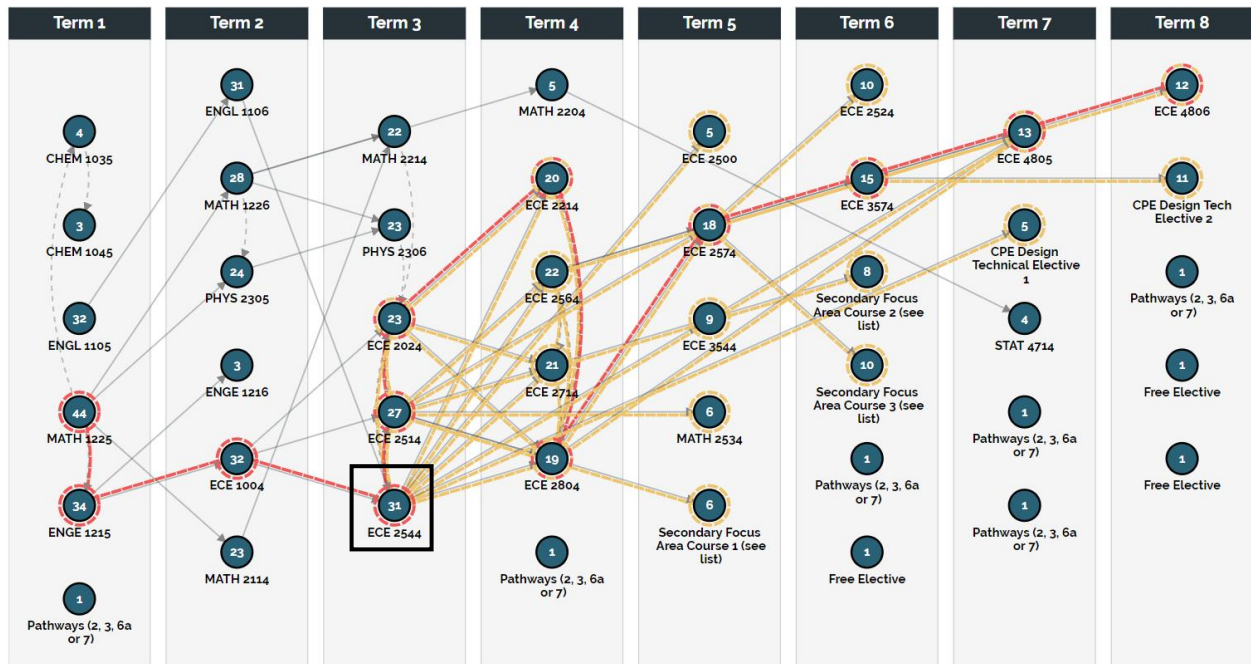 Term 1
4
CHEM 1035
3
CHEM 1045
32
ENGL 1105
44
MATH 1225
34
ENGE 1215
1
Pathways (2, 3, 6a
or 7)
Term 2
31
ENGL 1106
28
MATH 1226
24
PHYS 2305
3
ENGE 1216
32
ECE 1004
23
MATH 2114
Term 3
22
MATH 2214
23
PHYS 2306
23
ECE 2024
27
ECE 2514
31
ECE 2544
Term 4
5
MATH 2204
20
ECE 2214
22
ECE 2564
21
ECE 2714
19
ECE 2804
1
Pathways (2, 3, 6a
or 7)
Term 5
5
ECE 2500
18
ECE 2574
9
ECE 3544
6
MATH 2534
6
Secondary Focus
Area Course 1 (see
list)
Term 6
10
ECE 2524
15
ECE 3574
8
Secondary Focus
Area Course 2 (see
list)
10
Secondary Focus
Area Course 3 (see
list)
1
Pathways (2, 3, 6a
or 7)
1
Free Elective
Term 7
13
ECE 4805
5
CPE Design
Technical Elective
1
4
STAT 4714
1
Pathways (2, 3, 6a
or 7)
1
Pathways (2, 3, 6a
or 7)
Term 8
12
ECE 4806
11
CPE Design Tech
Elective 2
1
Pathways (2, 3, 6a
or 7)
1
Free Elective
1
Free Elective